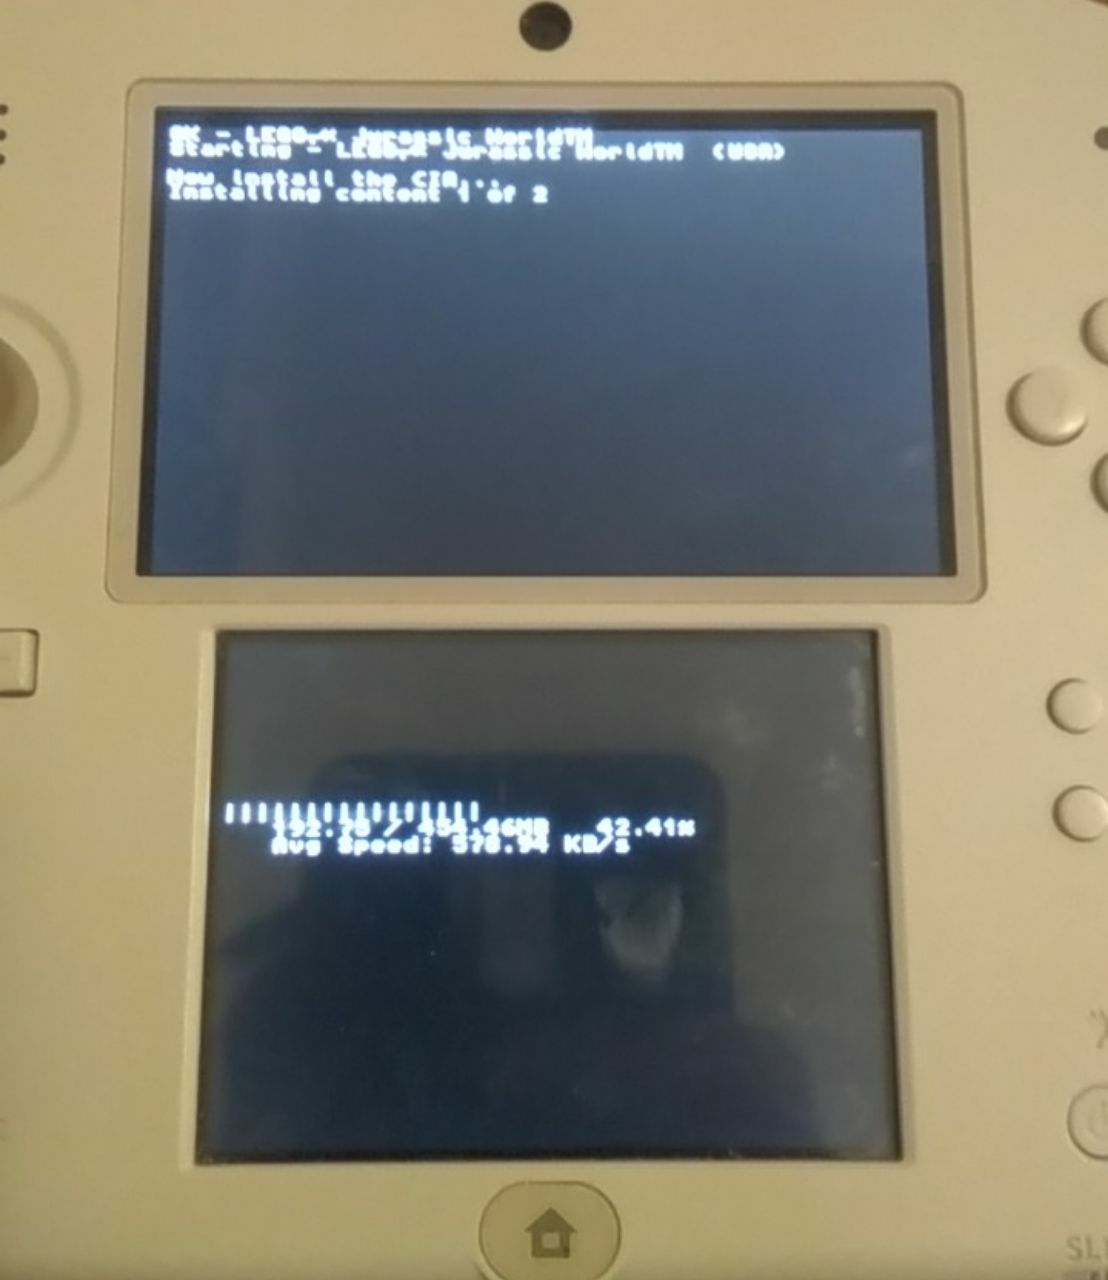 OK - LEGO Jurassic WorldTM
Starting - LEGO Jurassic WorldTM (USA)
Now install the CIA...
Installing content 1 of 2
192.75 / 454.46MB 42.41%
Avg Speed: 578.94 KB/s